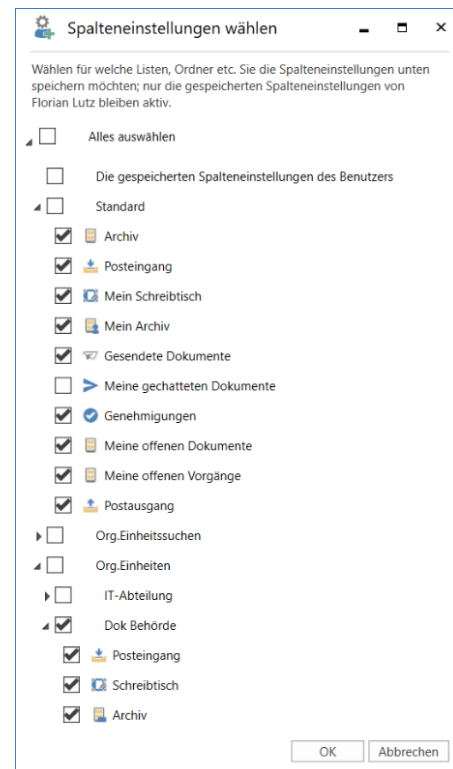 Spalteneinstellungen wählen
Wählen für welche Listen, Ordner etc. Sie die Spalteneinstellungen unten
speichern möchten; nur die gespeicherten Spalteneinstellungen von
Florian Lutz bleiben aktiv.
Alles auswählen
Die gespeicherten Spalteneinstellungen des Benutzers
Standard
Archiv
Posteingang
Mein Schreibtisch
Mein Archiv
Gesendete Dokumente
Meine gechatteten Dokumente
Genehmigungen
Meine offenen Dokumente
Meine offenen Vorgänge
Postausgang
Org.Einheitssuchen
Org.Einheiten
IT-Abteilung
Dok Behörde
Posteingang
Schreibtisch
Archiv
OK Abbrechen